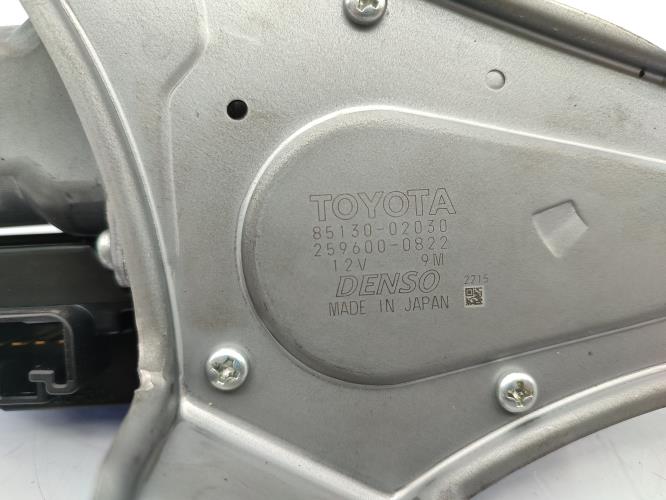 TOYOTA
85130-02030
259600-0822
12V 9M
DENSO 2715
MADE IN JAPAN